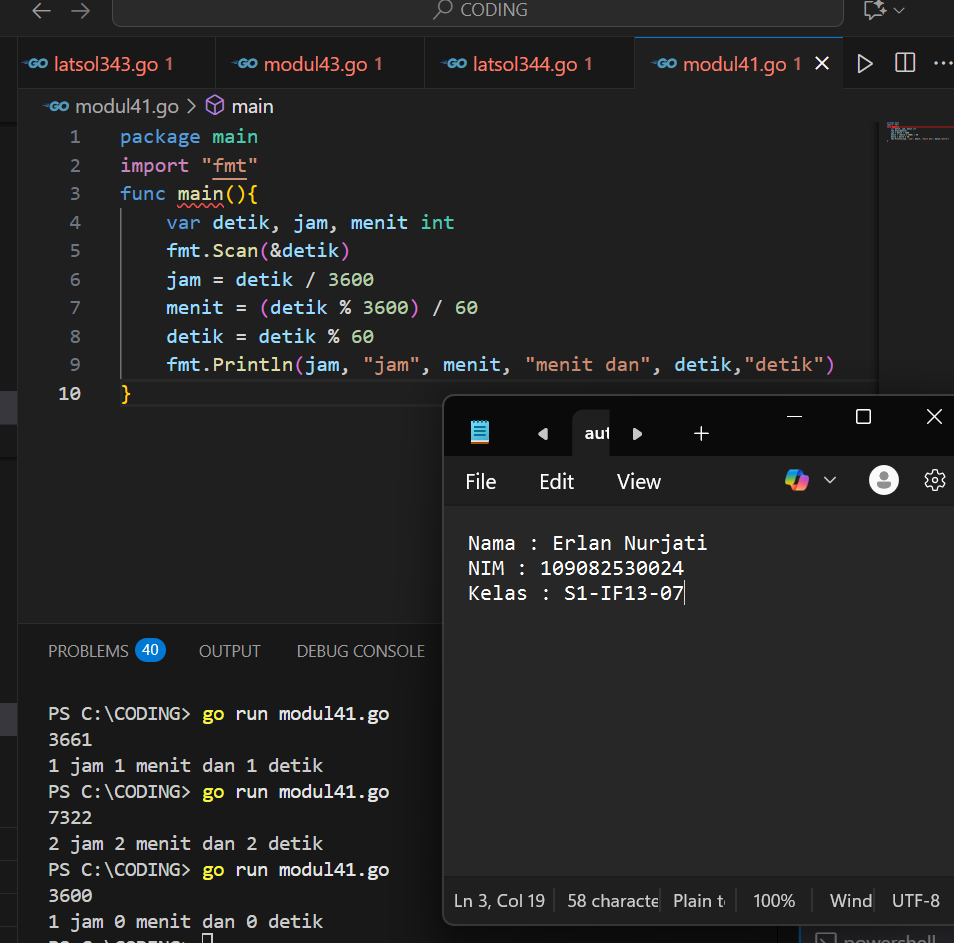 CODING
latsol343.go 1
modul43.go 1
latsol344.go 1
modul41.go 1
modul41.go > main
1 package main
2 import "fmt"
3 func main(){
4 var detik, jam, menit int
5 fmt.Scan(&detik)
6 jam = detik / 3600
7 menit = (detik % 3600) / 60
8 detik = detik % 60
9 fmt.Println(jam, "jam", menit, "menit dan", detik,"detik")
10 }
aut
File Edit View
Nama : Erlan Nurjati
NIM : 109082530024
Kelas : S1-IF13-07
Ln 3, Col 19 58 characte Plain t 100% Wind UTF-8
PROBLEMS 40 OUTPUT DEBUG CONSOLE
PS C:\CODING> go run modul41.go
3661
1 jam 1 menit dan 1 detik
PS C:\CODING> go run modul41.go
7322
2 jam 2 menit dan 2 detik
PS C:\CODING> go run modul41.go
3600
1 jam 0 menit dan 0 detik
PS C:\CODING>
powershell